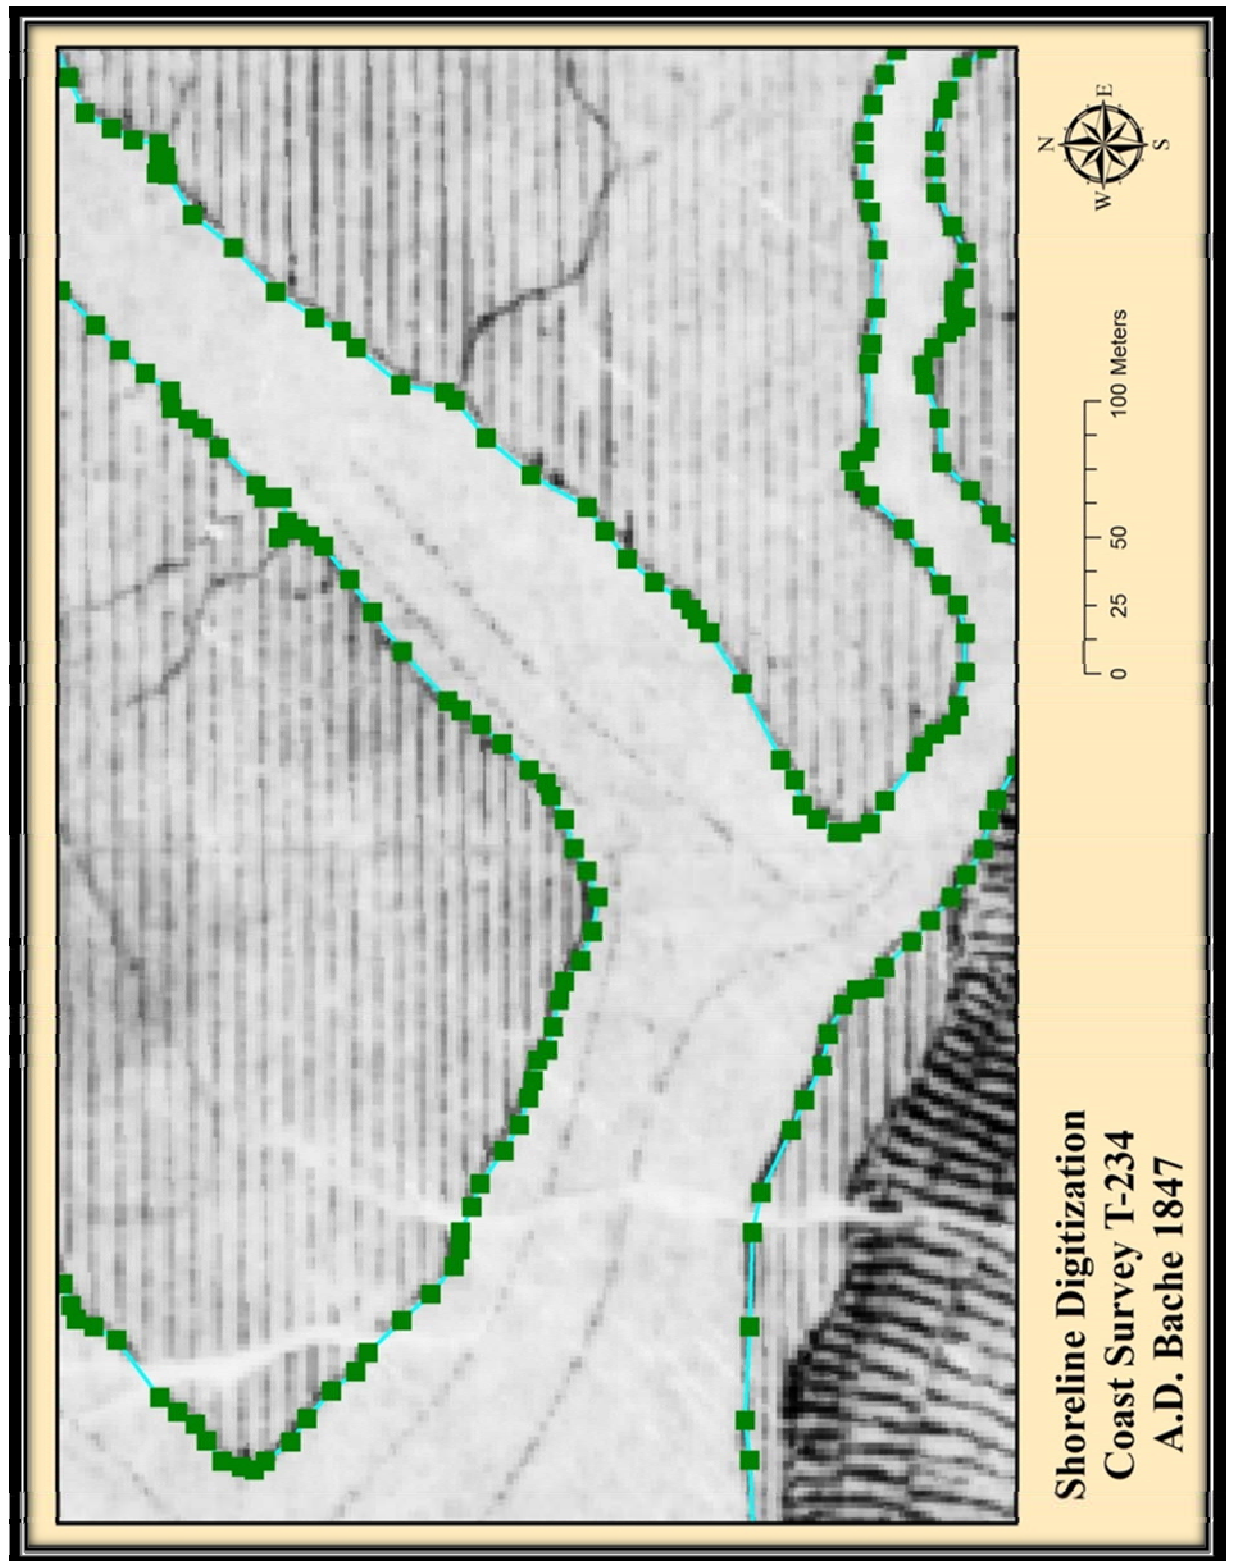 Shoreline Digitization
Coast Survey T-234
A.D. Bache 1847
0 25 50 100 Meters
N
W E
S